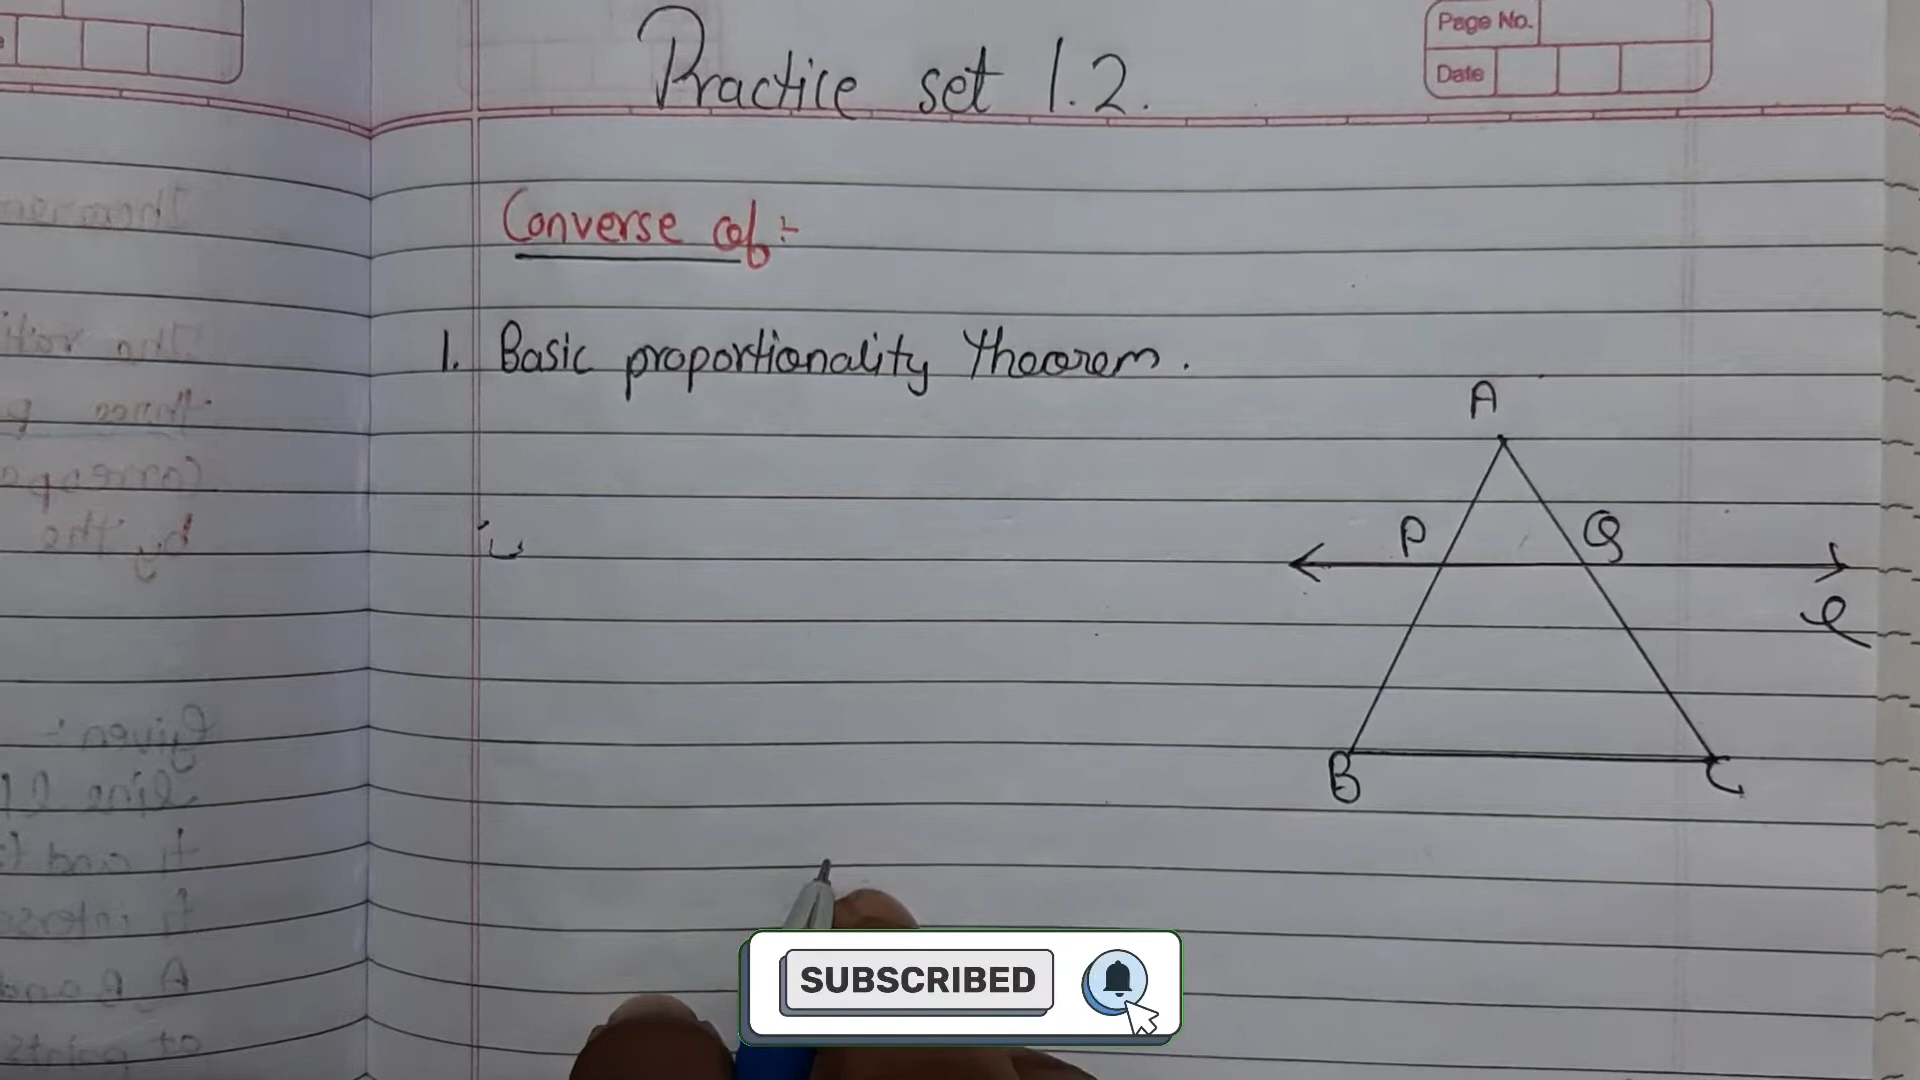 Page No.
Date
Practice set 1.2.
Converse of :-
1. Basic proportionality theorem.
A
P
Q
l
B
C
SUBSCRIBED